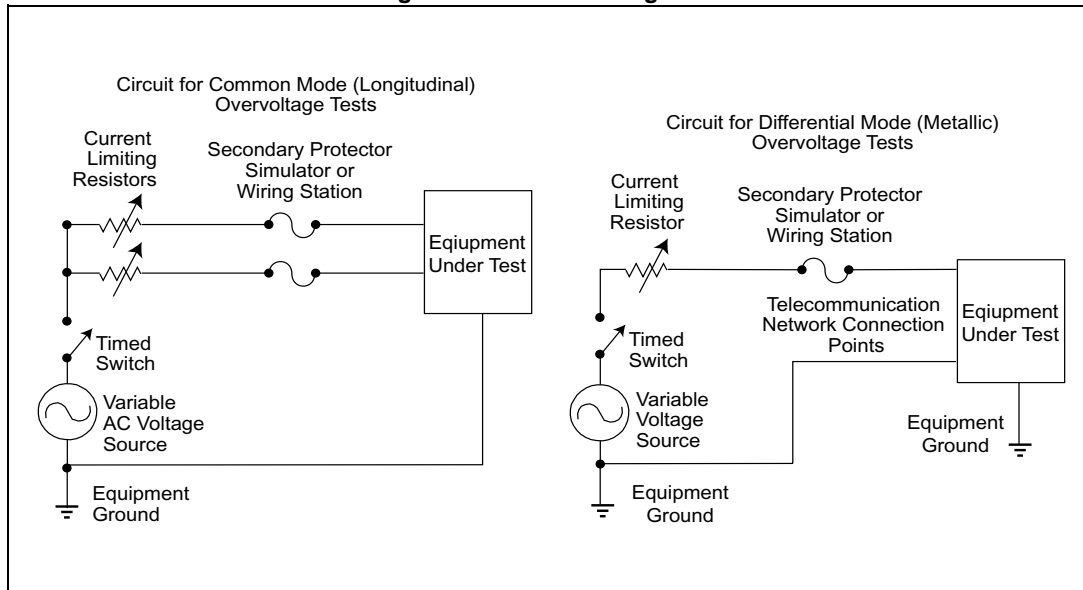 Circuit for Common Mode (Longitudinal)
Overvoltage Tests
Current
Limiting
Resistors
Secondary Protector
Simulator or
Wiring Station
Eqiupment
Under Test
Timed
Switch
Variable
AC Voltage
Source
Equipment
Ground
Circuit for Differential Mode (Metallic)
Overvoltage Tests
Current
Limiting
Resistor
Secondary Protector
Simulator or
Wiring Station
Telecommunication
Network Connection
Points
Eqiupment
Under Test
Timed
Switch
Variable
Voltage
Source
Equipment
Ground
Equipment
Ground